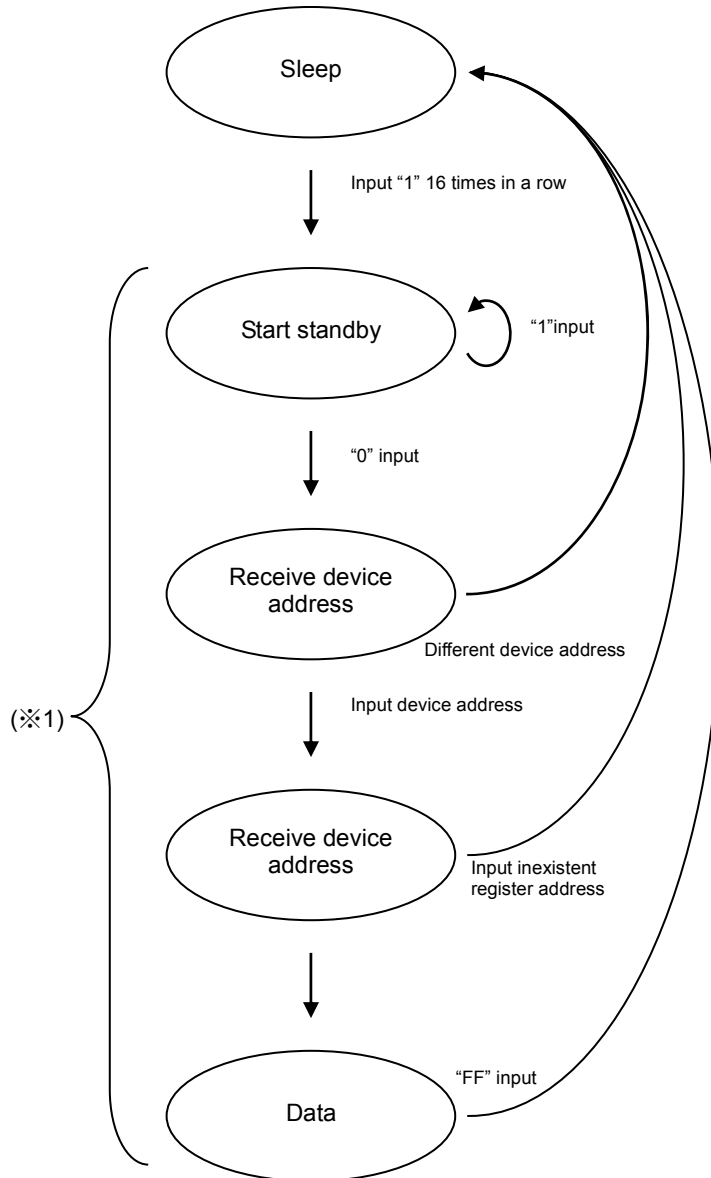 Sleep
Input “1” 16 times in a row
Start standby
“1”input
“0” input
Receive device
address
Different device address
Input device address
(※1)
Receive device
address
Input inexistent
register address
“FF” input
Data